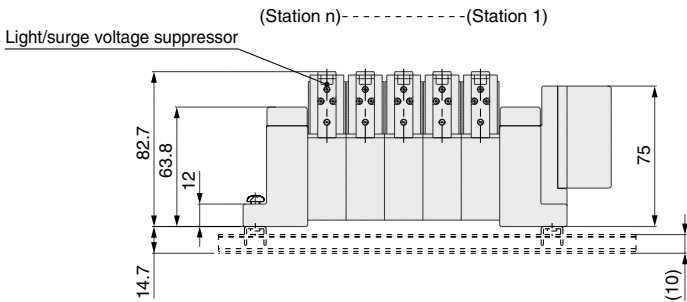 (Station n)
(Station 1)
Light/surge voltage suppressor
82.7
63.8
12
75
14.7
(10)